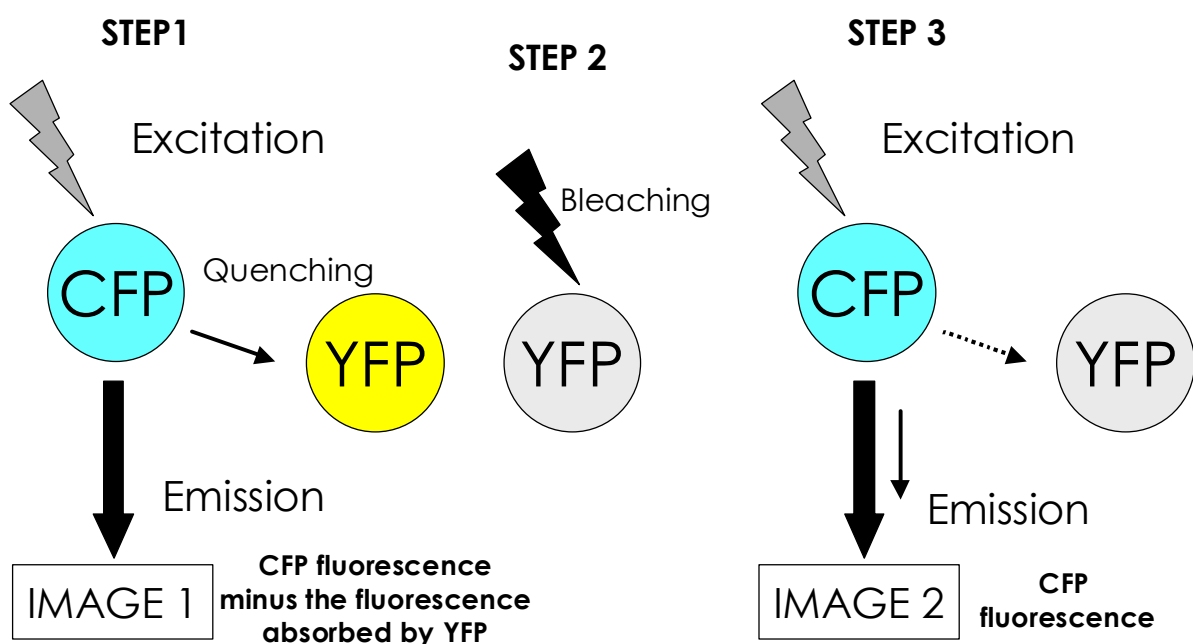 STEP1
Excitation
CFP
Quenching
YFP
Emission
IMAGE 1
CFP fluorescence
minus the fluorescence
absorbed by YFP
STEP 2
Bleaching
YFP
STEP 3
Excitation
CFP
YFP
Emission
IMAGE 2
CFP
fluorescence